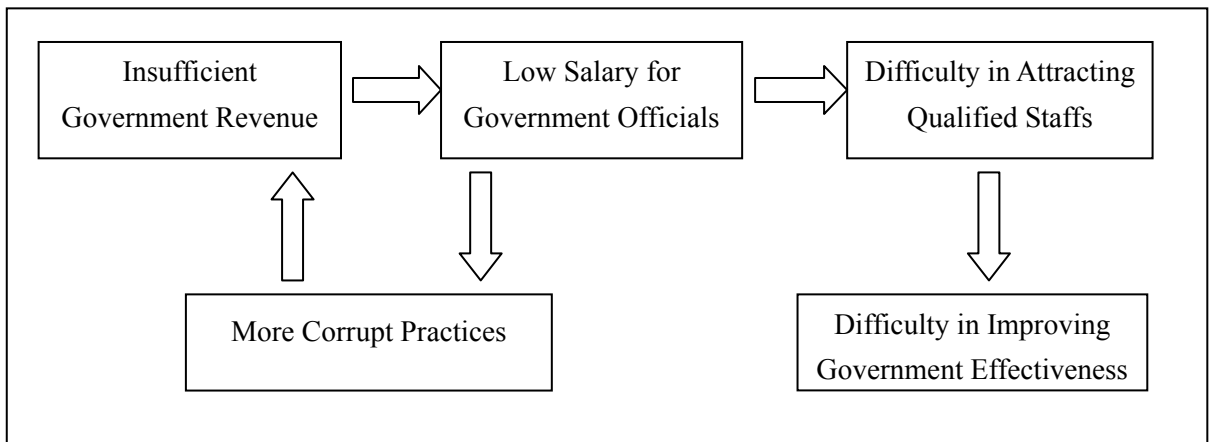 Insufficient
Government Revenue
Low Salary for
Government Officials
Difficulty in Attracting
Qualified Staffs
More Corrupt Practices
Difficulty in Improving
Government Effectiveness